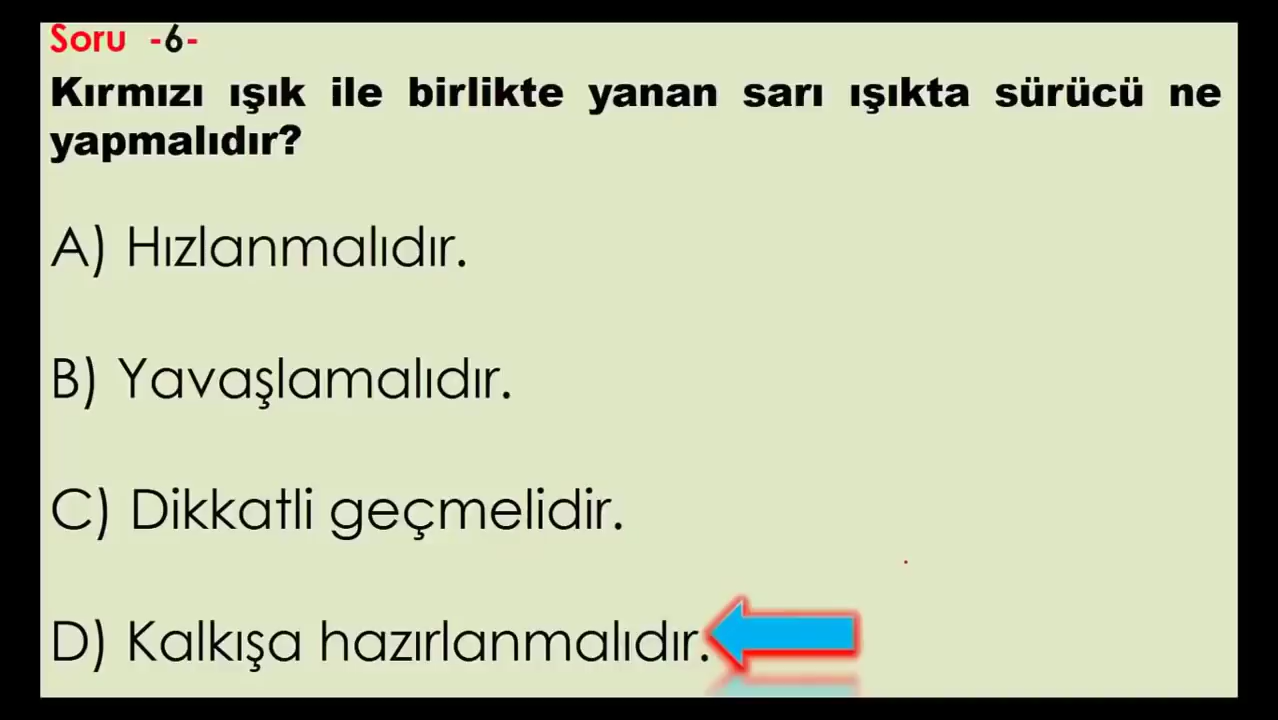 Soru -6-
Kırmızı ışık ile birlikte yanan sarı ışıkta sürücü ne
yapmalıdır?
A) Hızlanmalıdır.
B) Yavaşlamalıdır.
C) Dikkatli geçmelidir.
D) Kalkışa hazırlanmalıdır.